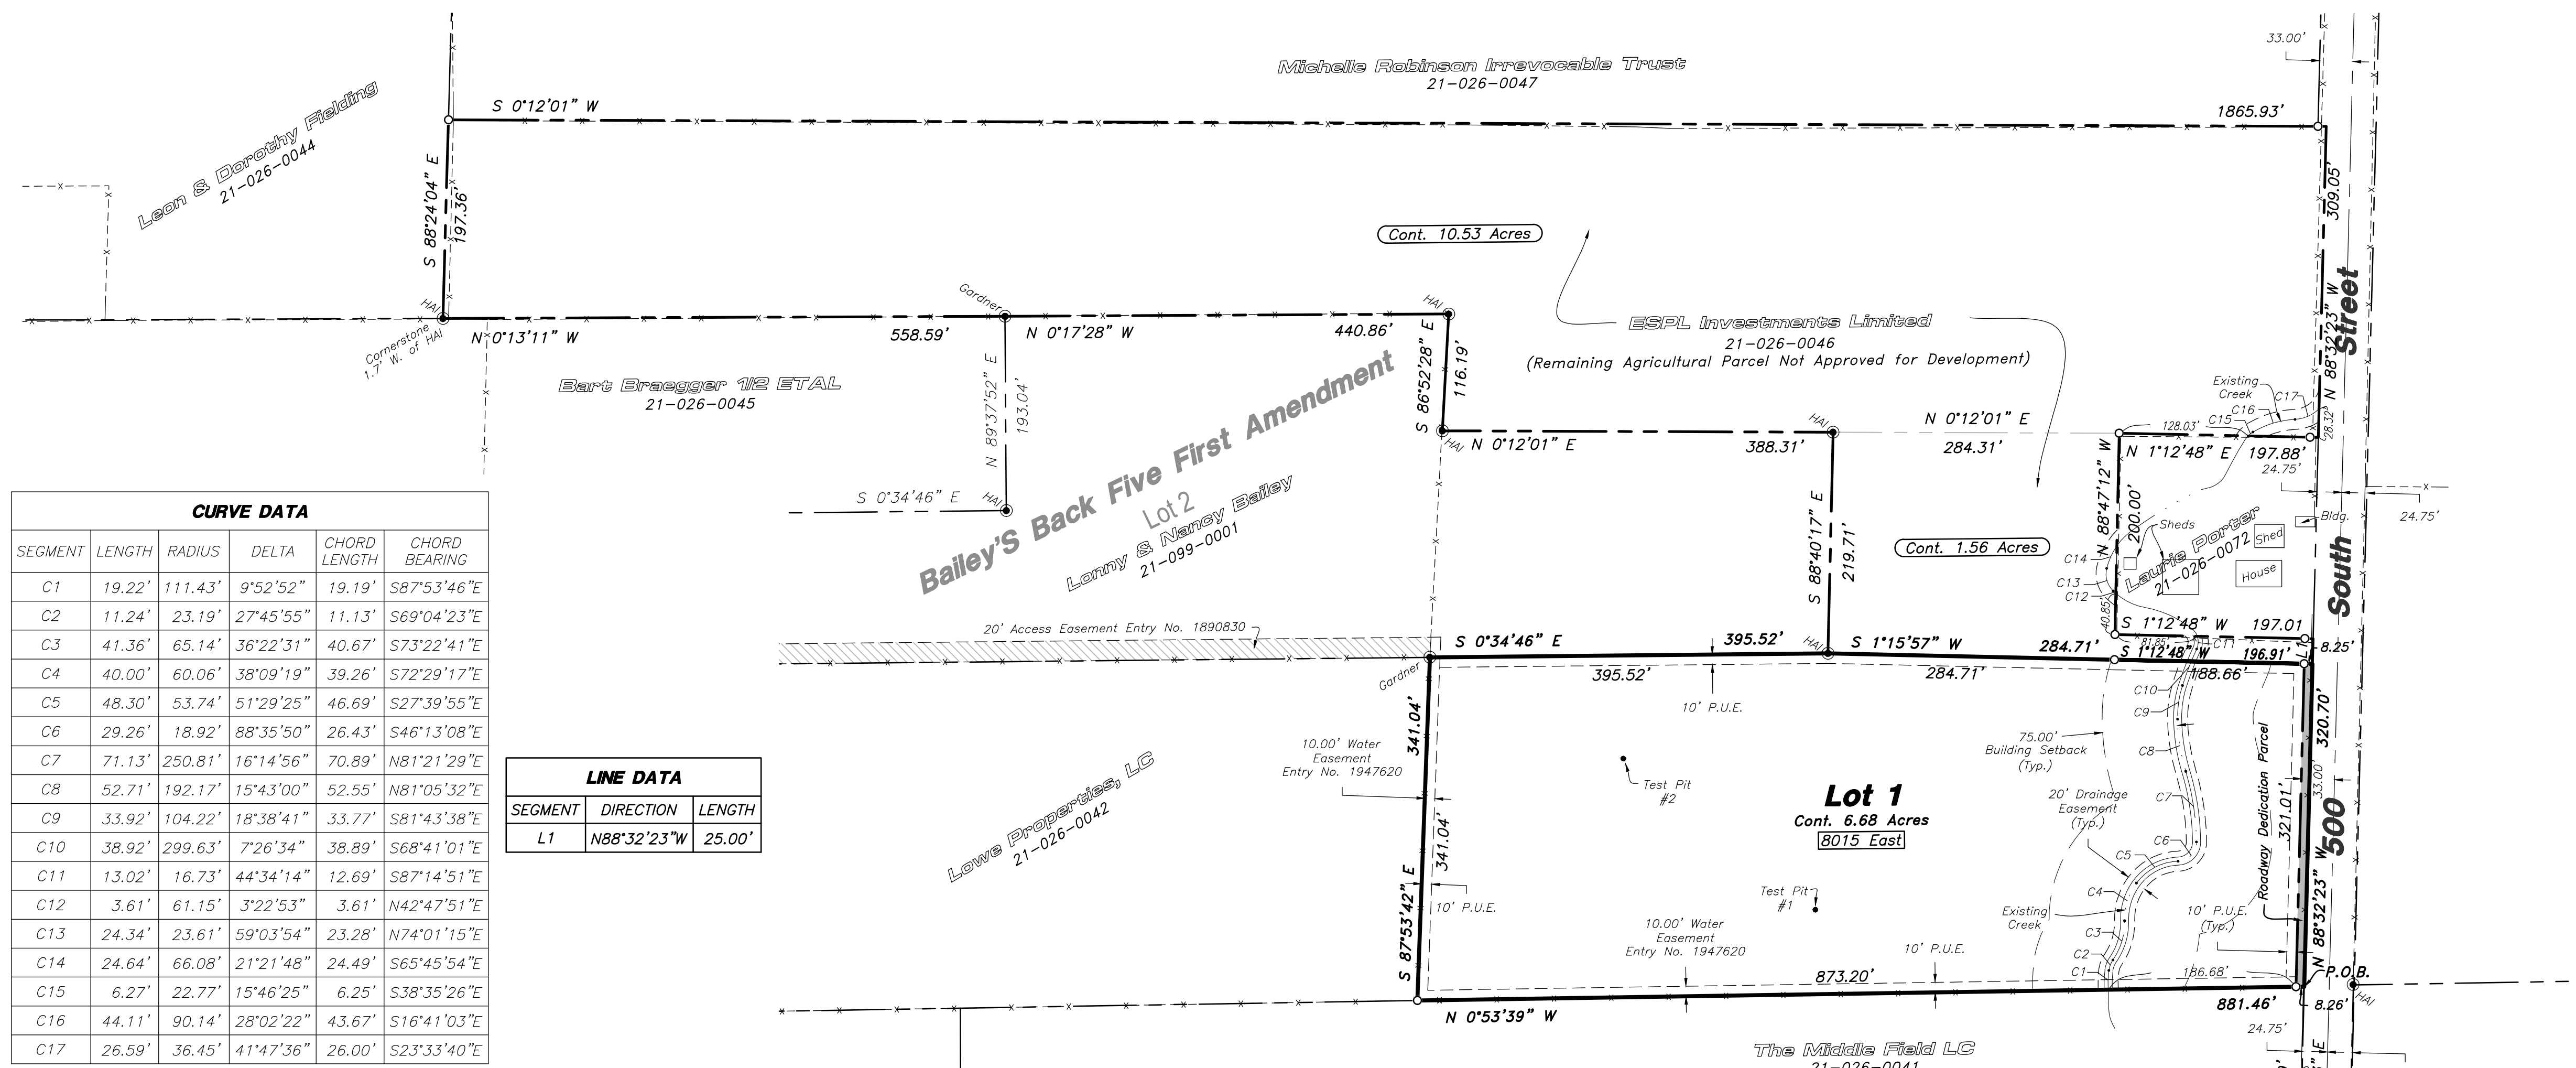 33.00'
Michelle Robinson Irrevocable Trust
21-026-0047
S 0°12'01" W
1865.93'
Leon & Dorothy Fielding
21-026-0044
S 88°24'04" E
197.36'
309.05'
N 88°32'23" W
Street
Cont. 10.53 Acres
HAI
Cornerstone
1.7' W. of HAI
N 0°13'11" W
558.59'
Gardner
N 0°17'28" W
440.86'
HAI
ESPL Investments Limited
21-026-0046
(Remaining Agricultural Parcel Not Approved for Development)
Bart Braegger 1/2 ETAL
21-026-0045
N 89°37'52" E
193.04'
S 86°52'28" E
116.19'
HAI
N 0°12'01" E
388.31'
HAI
N 0°12'01" E
284.31'
Existing
Creek
C17
C16
C15
28.32'
128.03'
N 1°12'48" E
197.88'
24.75'
24.75'
S 0°34'46" E
HAI
Bailey'S Back Five First Amendment
Lot 2
Lonny & Nancy Bailey
21-099-0001
S 88°40'17" E
219.71'
Cont. 1.56 Acres
N 88°47'12" W
200.00'
Sheds
Bldg.
Shed
House
Laurie Porter
21-026-0072
C14
C13
C12
40.85'
South
CURVE DATA
SEGMENT LENGTH RADIUS DELTA CHORD LENGTH CHORD BEARING
C1 19.22' 111.43' 9°52'52" 19.19' S87°53'46"E
C2 11.24' 23.19' 27°45'55" 11.13' S69°04'23"E
C3 41.36' 65.14' 36°22'31" 40.67' S73°22'41"E
C4 40.00' 60.06' 38°09'19" 39.26' S72°29'17"E
C5 48.30' 53.74' 51°29'25" 46.69' S27°39'55"E
C6 29.26' 18.92' 88°35'50" 26.43' S46°13'08"E
C7 71.13' 250.81' 16°14'56" 70.89' N81°21'29"E
C8 52.71' 192.17' 15°43'00" 52.55' N81°05'32"E
C9 33.92' 104.22' 18°38'41" 33.77' S81°43'38"E
C10 38.92' 299.63' 7°26'34" 38.89' S68°41'01"E
C11 13.02' 16.73' 44°34'14" 12.69' S87°14'51"E
C12 3.61' 61.15' 3°22'53" 3.61' N42°47'51"E
C13 24.34' 23.61' 59°03'54" 23.28' N74°01'15"E
C14 24.64' 66.08' 21°21'48" 24.49' S65°45'54"E
C15 6.27' 22.77' 15°46'25" 6.25' S38°35'26"E
C16 44.11' 90.14' 28°02'22" 43.67' S16°41'03"E
C17 26.59' 36.45' 41°47'36" 26.00' S23°33'40"E
LINE DATA
SEGMENT DIRECTION LENGTH
L1 N88°32'23"W 25.00'
20' Access Easement Entry No. 1890830
S 0°34'46" E
395.52'
HAI
S 1°15'57" W
284.71'
S 1°12'48" W
197.01
81.85'
C11
S 1°12'48" W
196.91'
L1
8.25'
Gardner
395.52'
10' P.U.E.
284.71'
188.66'
C10
C9
C8
C7
C6
C5
C4
C3
C2
C1
341.04'
341.04'
S 87°53'42" E
10.00' Water
Easement
Entry No. 1947620
Test Pit
#2
75.00'
Building Setback
(Typ.)
Lot 1
Cont. 6.68 Acres
8015 East
20' Drainage
Easement
(Typ.)
Lowe Properties, LC
21-026-0042
10' P.U.E.
Test Pit
#1
10.00' Water
Easement
Entry No. 1947620
10' P.U.E.
Existing
Creek
10' P.U.E.
(Typ.)
Roadway Dedication Parcel
320.70'
33.00'
321.01'
N 88°32'23" W
500
186.68'
873.20'
N 0°53'39" W
881.46'
P.O.B.
8.26'
HAI
24.75'
The Middle Field LC
21-026-0041